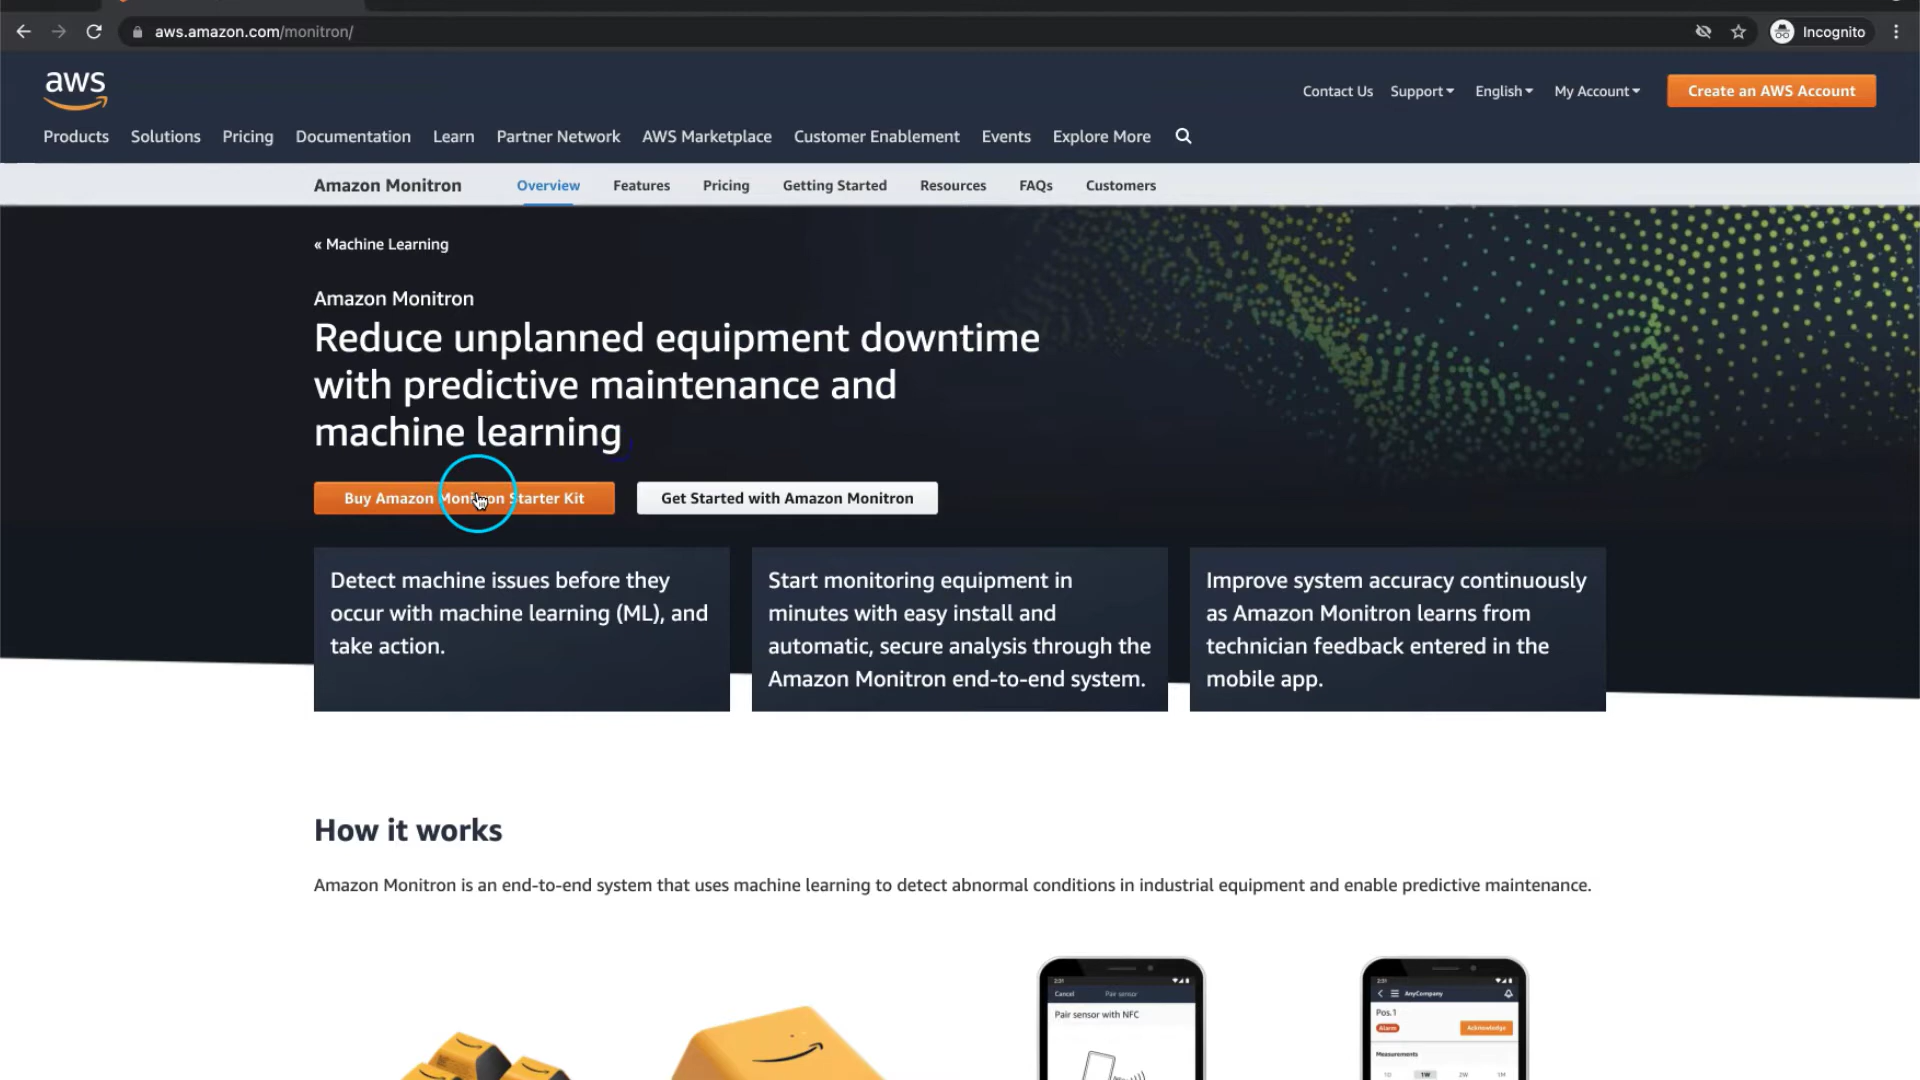 aws.amazon.com/monitron/
Incognito
aws
Contact Us
Support
English
My Account
Create an AWS Account
Products
Solutions
Pricing
Documentation
Learn
Partner Network
AWS Marketplace
Customer Enablement
Events
Explore More
Amazon Monitron
Overview
Features
Pricing
Getting Started
Resources
FAQs
Customers
« Machine Learning
Amazon Monitron
Reduce unplanned equipment downtime
with predictive maintenance and
machine learning
Buy Amazon Monitron Starter Kit
Get Started with Amazon Monitron
Detect machine issues before they
occur with machine learning (ML), and
take action.
Start monitoring equipment in
minutes with easy install and
automatic, secure analysis through the
Amazon Monitron end-to-end system.
Improve system accuracy continuously
as Amazon Monitron learns from
technician feedback entered in the
mobile app.
How it works
Amazon Monitron is an end-to-end system that uses machine learning to detect abnormal conditions in industrial equipment and enable predictive maintenance.
2:31
Cancel
Pair sensor
Pair sensor with NFC
2:31
AnyCompany
Pos.1
Alarm
Acknowledge
Measurements
1D
1W
2W
1M